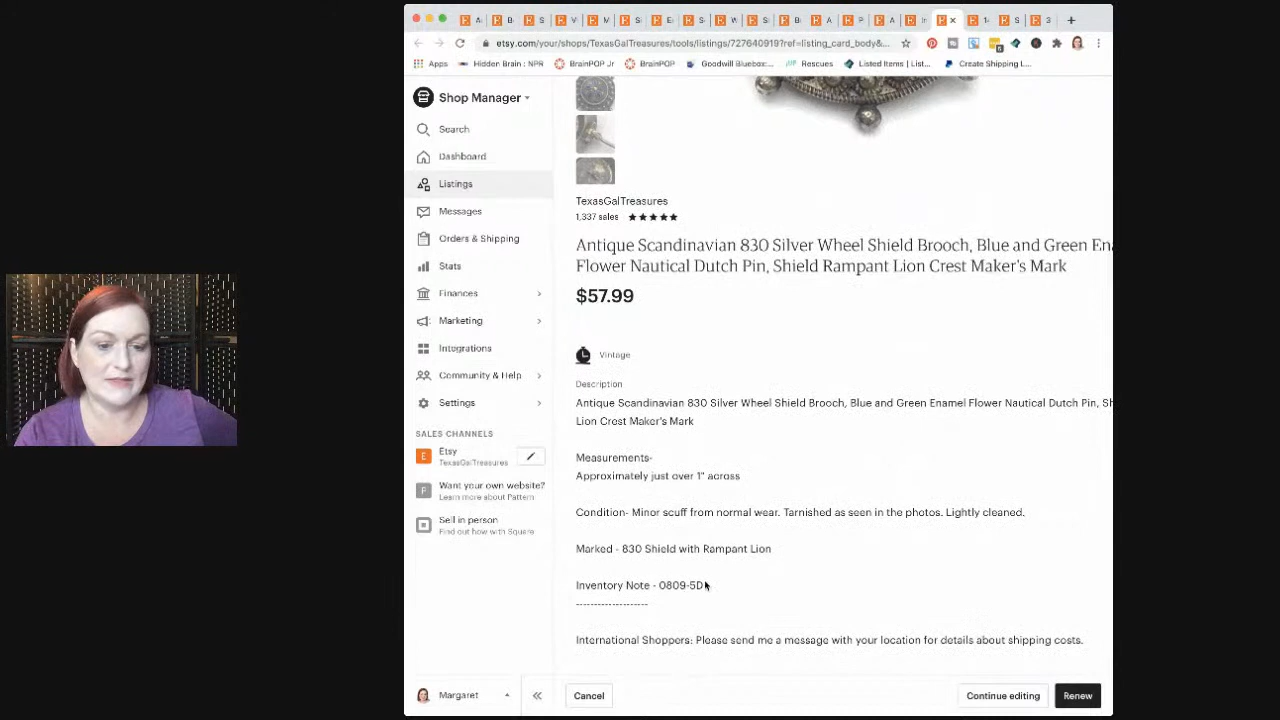 etsy.com/your/shops/TexasGalTreasures/tools/listings/727640919?ref=listing_card_body&...
Apps
Hidden Brain : NPR
BrainPOP Jr
BrainPOP
Goodwill Bluebox:...
Rescues
Listed Items | List...
Create Shipping L...
Shop Manager
Search
Dashboard
Listings
Messages
Orders & Shipping
Stats
Finances
Marketing
Integrations
Community & Help
Settings
SALES CHANNELS
E
Etsy
TexasGalTreasures
P
Want your own website?
Learn more about Pattern
Sell in person
Find out how with Square
Margaret
TexasGalTreasures
1,337 sales
Antique Scandinavian 830 Silver Wheel Shield Brooch, Blue and Green Ena
Flower Nautical Dutch Pin, Shield Rampant Lion Crest Maker's Mark
$57.99
Vintage
Description
Antique Scandinavian 830 Silver Wheel Shield Brooch, Blue and Green Enamel Flower Nautical Dutch Pin, Sh
Lion Crest Maker's Mark
Measurements-
Approximately just over 1" across
Condition- Minor scuff from normal wear. Tarnished as seen in the photos. Lightly cleaned.
Marked - 830 Shield with Rampant Lion
Inventory Note - 0809-5D
--------------------
International Shoppers: Please send me a message with your location for details about shipping costs.
Cancel
Continue editing
Renew